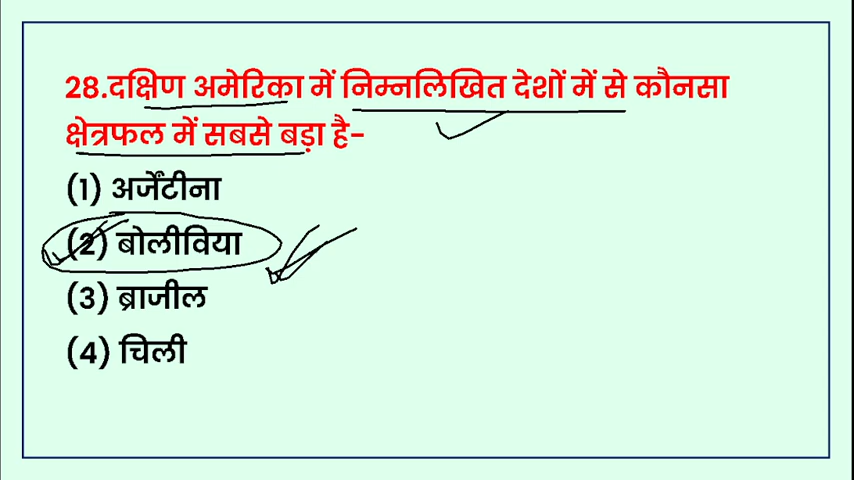 28.दक्षिण अमेरिका में निम्नलिखित देशों में से कौनसा
क्षेत्रफल में सबसे बड़ा है-
(1) अर्जेंटीना
(2) बोलीविया
(3) ब्राजील
(4) चिली